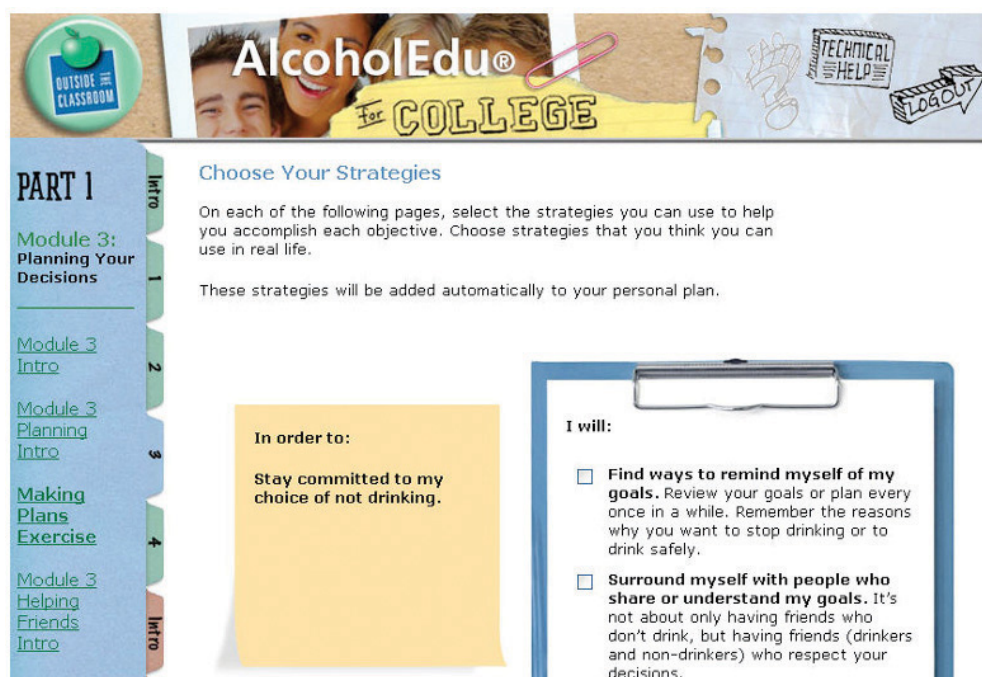 OUTSIDE THE
CLASSROOM
AlcoholEdu®
For COLLEGE
FAQ
TECHNICAL
HELP
LOGOUT
PART 1
Module 3:
Planning Your
Decisions
Module 3
Intro
Module 3
Planning
Intro
Making
Plans
Exercise
Module 3
Helping
Friends
Intro
Intro
1
2
3
4
Intro
Choose Your Strategies
On each of the following pages, select the strategies you can use to help
you accomplish each objective. Choose strategies that you think you can
use in real life.
These strategies will be added automatically to your personal plan.
In order to:
Stay committed to my
choice of not drinking.
I will:
Find ways to remind myself of my
goals. Review your goals or plan every
once in a while. Remember the reasons
why you want to stop drinking or to
drink safely.
Surround myself with people who
share or understand my goals. It's
not about only having friends who
don't drink, but having friends (drinkers
and non-drinkers) who respect your
decisions.